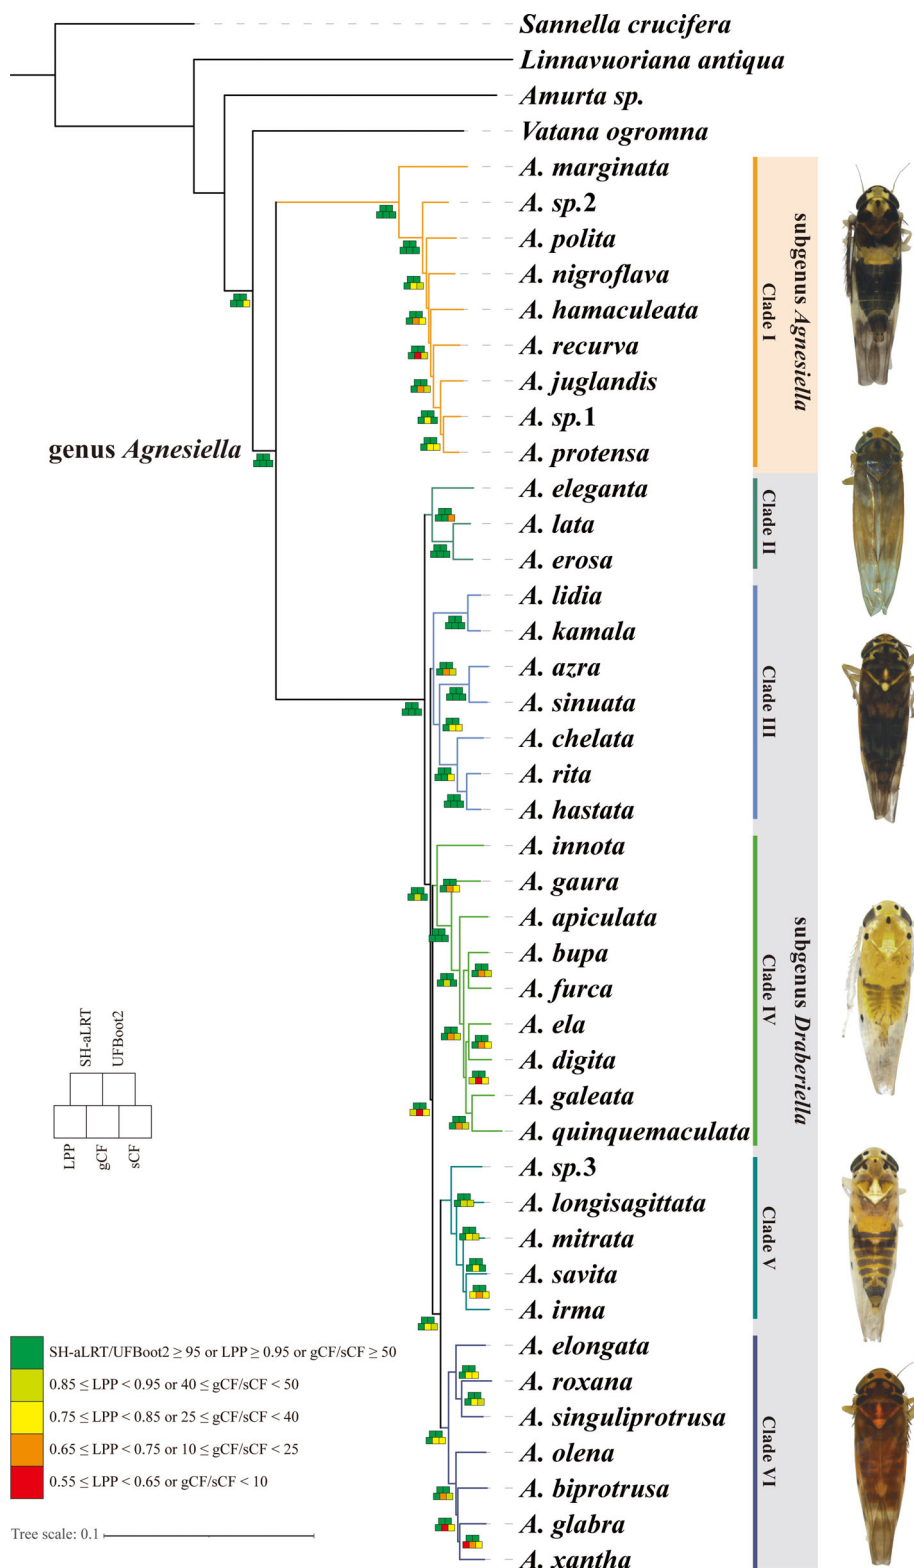 Sannella crucifera
Linnavuoriana antiqua
Amurta sp.
Vatana ogromna
A. marginata
A. sp.2
A. polita
A. nigroflava
A. hamaculeata
A. recurva
A. juglandis
A. sp.1
A. protensa
Clade I
subgenus Agnesiella
genus Agnesiella
A. eleganta
A. lata
A. erosa
Clade II
A. lidia
A. kamala
A. azra
A. sinuata
A. chelata
A. rita
A. hastata
Clade III
A. innota
A. gaura
A. apiculata
A. bupa
A. furca
A. ela
A. digita
A. galeata
A. quinquemaculata
Clade IV
subgenus Draberiella
A. sp.3
A. longisagittata
A. mitrata
A. savita
A. irma
Clade V
A. elongata
A. roxana
A. singuliprotrusa
A. olena
A. biprotrusa
A. glabra
A. xantha
Clade VI
SH-aLRT
UFBoot2
LPP
gCF
sCF
SH-aLRT/UFBoot2 ≥ 95 or LPP ≥ 0.95 or gCF/sCF ≥ 50
0.85 ≤ LPP < 0.95 or 40 ≤ gCF/sCF < 50
0.75 ≤ LPP < 0.85 or 25 ≤ gCF/sCF < 40
0.65 ≤ LPP < 0.75 or 10 ≤ gCF/sCF < 25
0.55 ≤ LPP < 0.65 or gCF/sCF < 10
Tree scale: 0.1